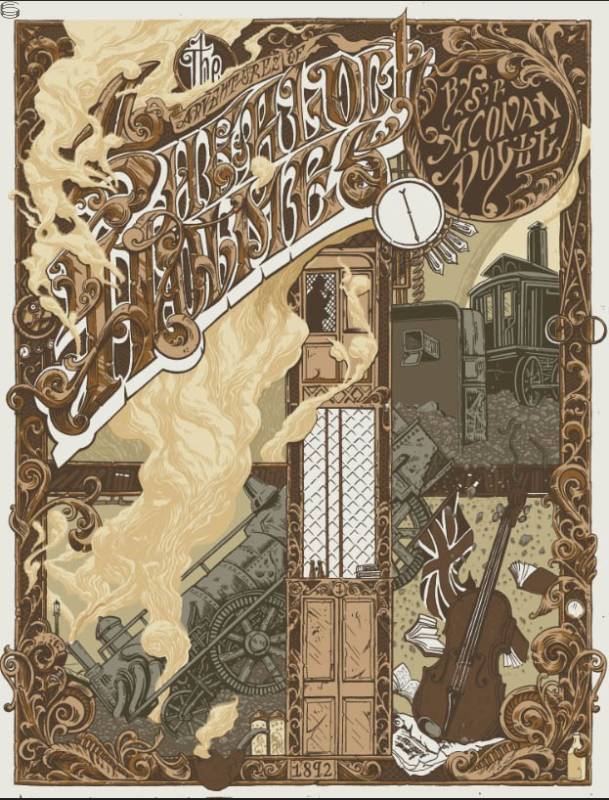 the
ADVENTURES OF
SHERLOCK
HOLMES
BY SIR
A. CONAN
DOYLE
1892